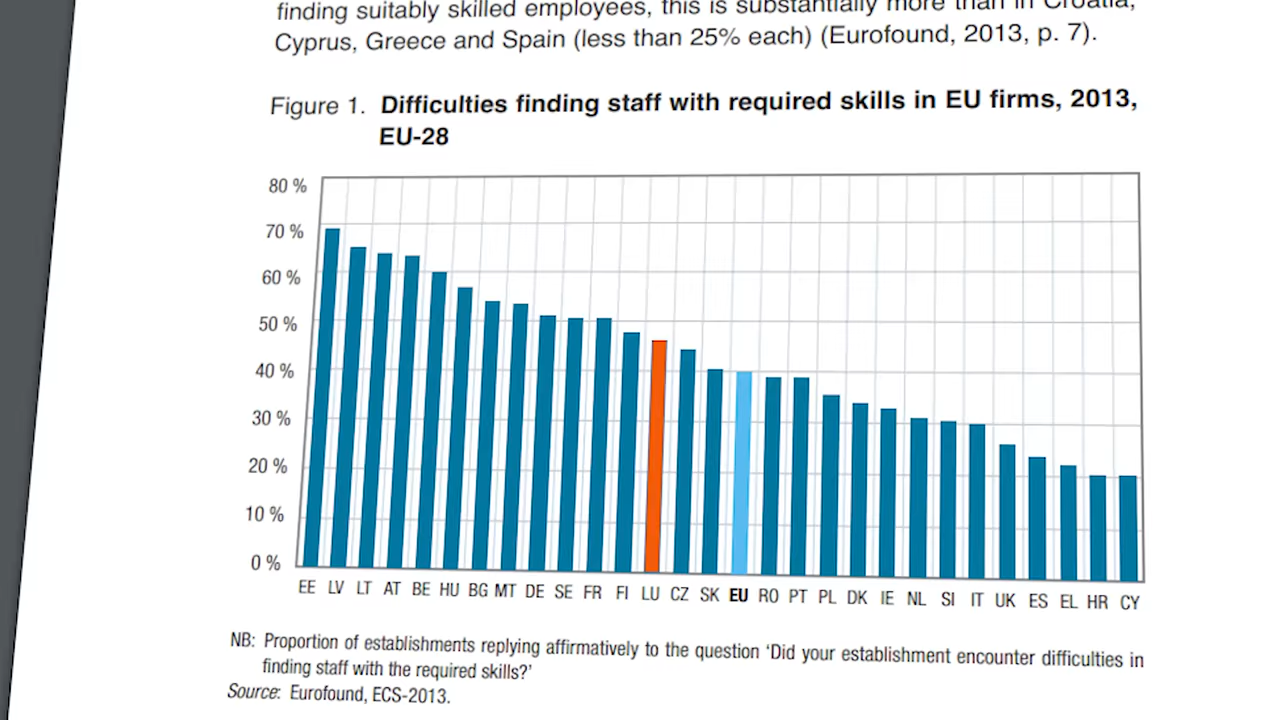 finding suitably skilled employees, this is substantially more than in Croatia,
Cyprus, Greece and Spain (less than 25% each) (Eurofound, 2013, p. 7).
Figure 1. Difficulties finding staff with required skills in EU firms, 2013,
EU-28
80 %
70 %
60 %
50 %
40 %
30 %
20 %
10 %
0 %
EE LV LT AT BE HU BG MT DE SE FR FI LU CZ SK EU RO PT PL DK IE NL SI IT UK ES EL HR CY
NB: Proportion of establishments replying affirmatively to the question ‘Did your establishment encounter difficulties in
finding staff with the required skills?’
Source: Eurofound, ECS-2013.